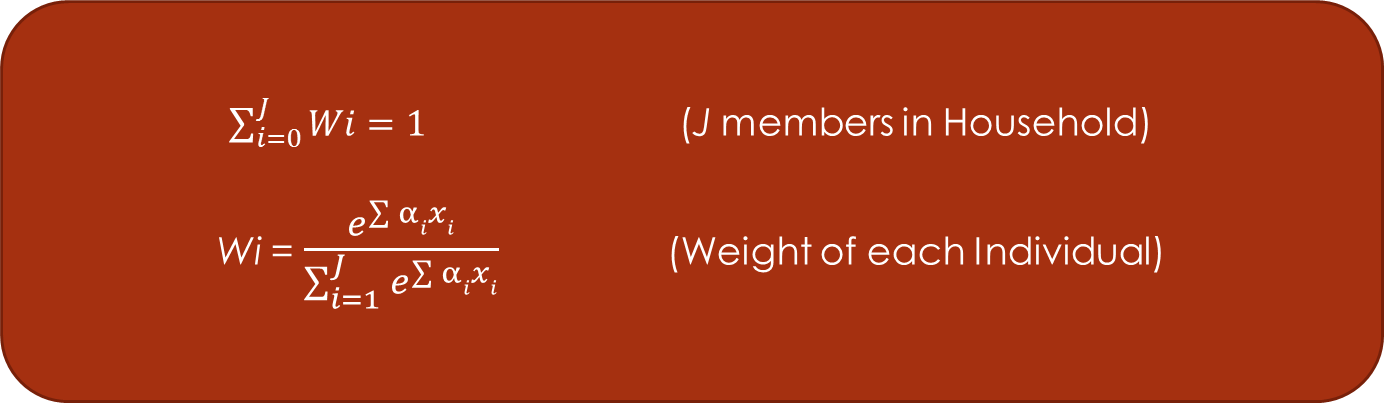 ∑_{i=0}^{J} Wi = 1 (J members in Household)
Wi = e^{∑ α_i x_i} / ∑_{i=1}^{J} e^{∑ α_i x_i} (Weight of each Individual)